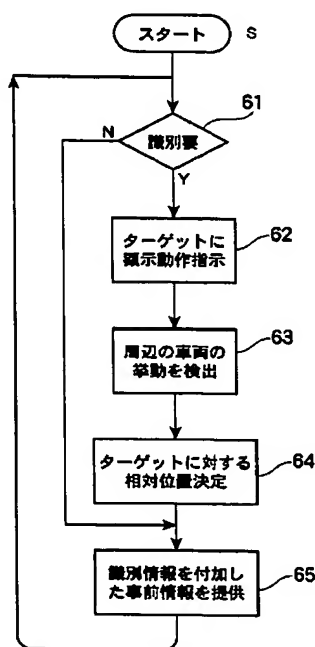 スタート S
61
識別要
N
Y
ターゲットに
顕示動作指示
62
周辺の車両の
挙動を検出
63
ターゲットに対する
相対位置決定
64
識別情報を付加し
た事前情報を提供
65